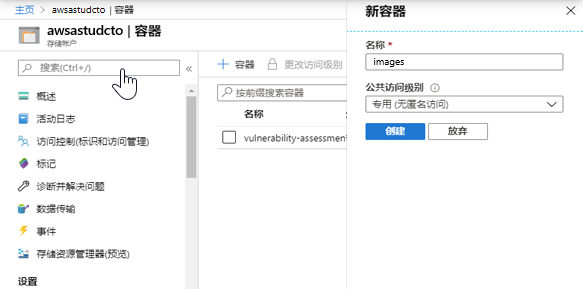 主页 > awsastudcto | 容器
awsastudcto | 容器
存储帐户
搜索(Ctrl+/)
«
概述
活动日志
访问控制(标识和访问管理)
标记
诊断并解决问题
数据传输
事件
存储资源管理器(预览)
设置
+ 容器
更改访问级别
按前缀搜索容器
名称
vulnerability-assessment
新容器
名称 *
images
公共访问级别
专用 (无匿名访问)
创建
放弃